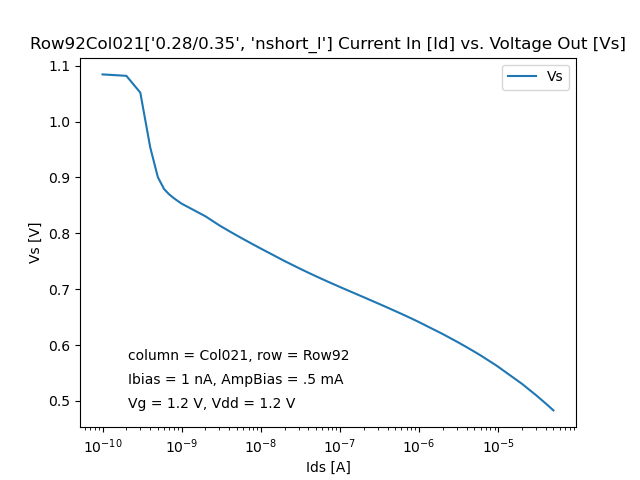 Row92Col021['0.28/0.35', 'nshort_l'] Current In [Id] vs. Voltage Out [Vs]
1.1
1.0
0.9
0.8
0.7
0.6
0.5
Vs [V]
Vs
column = Col021, row = Row92
Ibias = 1 nA, AmpBias = .5 mA
Vg = 1.2 V, Vdd = 1.2 V
10⁻¹⁰ 10⁻⁹ 10⁻⁸ 10⁻⁷ 10⁻⁶ 10⁻⁵
Ids [A]